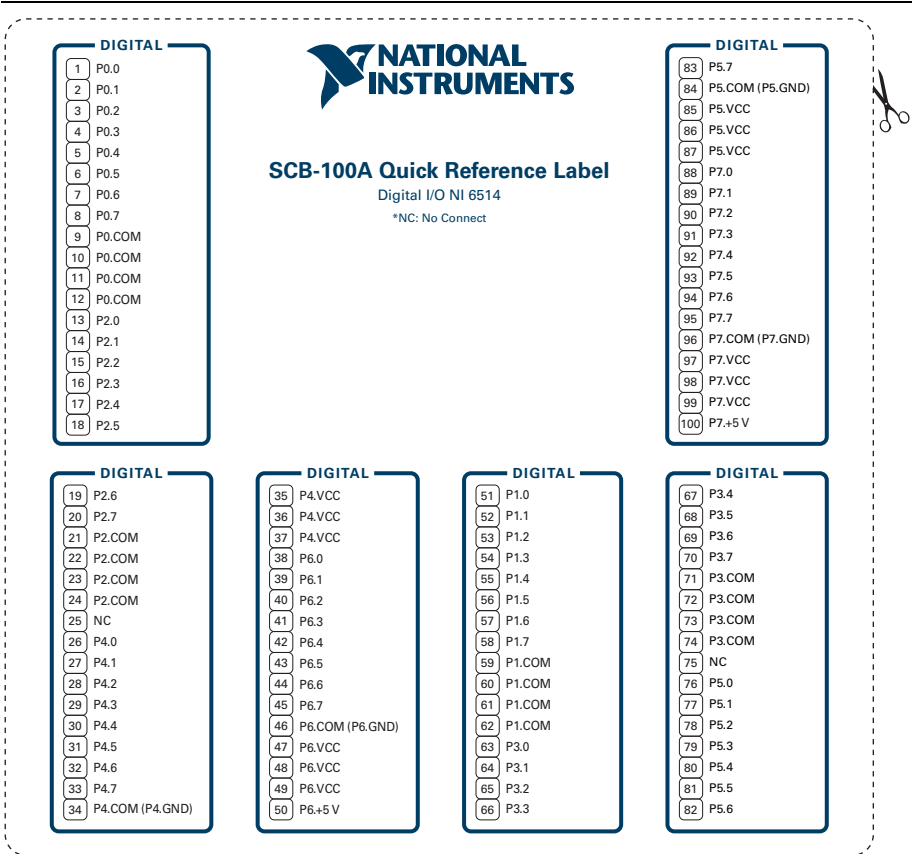 DIGITAL
1 P0.0
2 P0.1
3 P0.2
4 P0.3
5 P0.4
6 P0.5
7 P0.6
8 P0.7
9 P0.COM
10 P0.COM
11 P0.COM
12 P0.COM
13 P2.0
14 P2.1
15 P2.2
16 P2.3
17 P2.4
18 P2.5
NATIONAL
INSTRUMENTS
SCB-100A Quick Reference Label
Digital I/O NI 6514
*NC: No Connect
DIGITAL
83 P5.7
84 P5.COM (P5.GND)
85 P5.VCC
86 P5.VCC
87 P5.VCC
88 P7.0
89 P7.1
90 P7.2
91 P7.3
92 P7.4
93 P7.5
94 P7.6
95 P7.7
96 P7.COM (P7.GND)
97 P7.VCC
98 P7.VCC
99 P7.VCC
100 P7.+5 V
DIGITAL
19 P2.6
20 P2.7
21 P2.COM
22 P2.COM
23 P2.COM
24 P2.COM
25 NC
26 P4.0
27 P4.1
28 P4.2
29 P4.3
30 P4.4
31 P4.5
32 P4.6
33 P4.7
34 P4.COM (P4.GND)
DIGITAL
35 P4.VCC
36 P4.VCC
37 P4.VCC
38 P6.0
39 P6.1
40 P6.2
41 P6.3
42 P6.4
43 P6.5
44 P6.6
45 P6.7
46 P6.COM (P6.GND)
47 P6.VCC
48 P6.VCC
49 P6.VCC
50 P6.+5 V
DIGITAL
51 P1.0
52 P1.1
53 P1.2
54 P1.3
55 P1.4
56 P1.5
57 P1.6
58 P1.7
59 P1.COM
60 P1.COM
61 P1.COM
62 P1.COM
63 P3.0
64 P3.1
65 P3.2
66 P3.3
DIGITAL
67 P3.4
68 P3.5
69 P3.6
70 P3.7
71 P3.COM
72 P3.COM
73 P3.COM
74 P3.COM
75 NC
76 P5.0
77 P5.1
78 P5.2
79 P5.3
80 P5.4
81 P5.5
82 P5.6